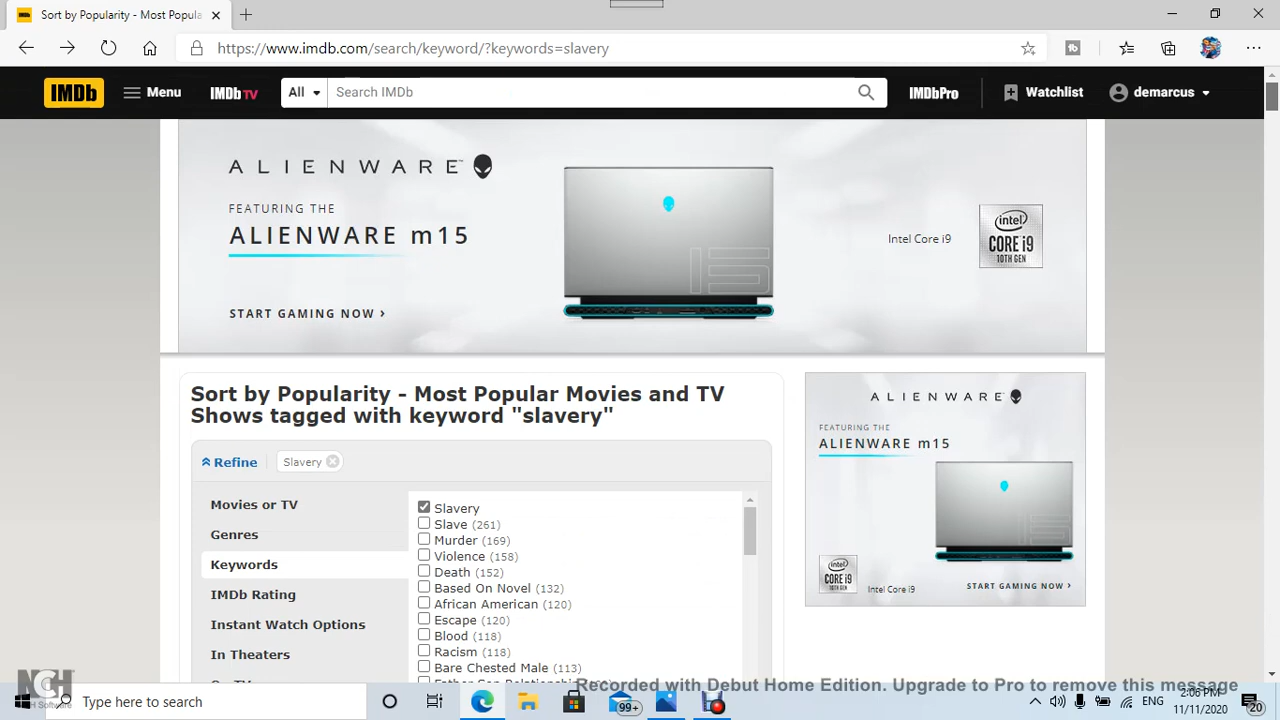 Sort by Popularity - Most Popula
https://www.imdb.com/search/keyword/?keywords=slavery
IMDb
Menu
IMDbTV
All
Search IMDb
IMDbPro
Watchlist
demarcus
ALIENWARE
FEATURING THE
ALIENWARE m15
START GAMING NOW ›
Intel Core i9
intel
CORE i9
10TH GEN
Sort by Popularity - Most Popular Movies and TV
Shows tagged with keyword "slavery"
Refine
Slavery
Movies or TV
Genres
Keywords
IMDb Rating
Instant Watch Options
In Theaters
Slavery
Slave (261)
Murder (169)
Violence (158)
Death (152)
Based On Novel (132)
African American (120)
Escape (120)
Blood (118)
Racism (118)
Bare Chested Male (113)
ALIENWARE
FEATURING THE
ALIENWARE m15
intel
CORE i9
10TH GEN
Intel Core i9
START GAMING NOW ›
NCH
NCH Software
Recorded with Debut Home Edition. Upgrade to Pro to remove this message
Type here to search
99+
ENG
2:06 PM
11/11/2020
20